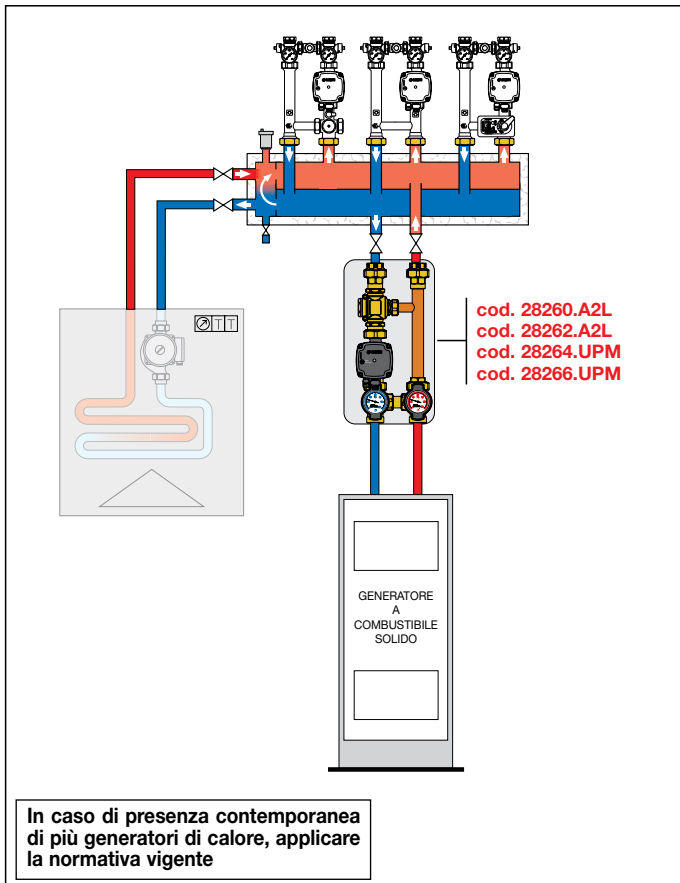 T T
cod. 28260.A2L
cod. 28262.A2L
cod. 28264.UPM
cod. 28266.UPM
GENERATORE
A
COMBUSTIBILE
SOLIDO
In caso di presenza contemporanea
di più generatori di calore, applicare
la normativa vigente